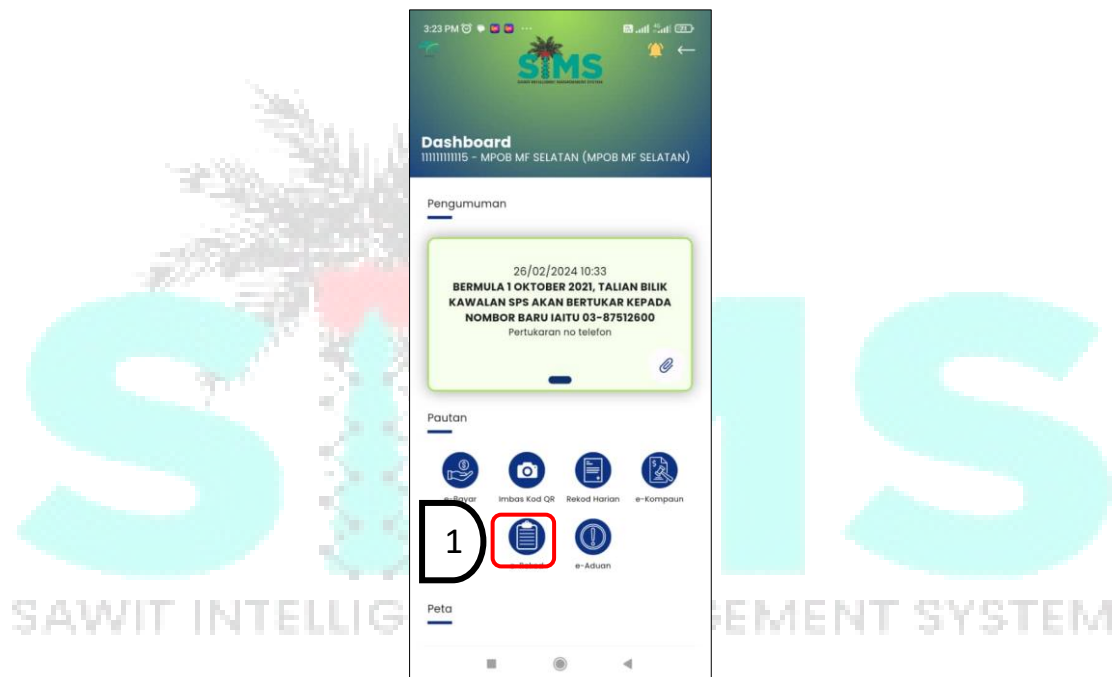 3:23 PM
SIMS
Dashboard
111111111115 - MPOB MF SELATAN (MPOB MF SELATAN)
Pengumuman
26/02/2024 10:33
BERMULA 1 OKTOBER 2021, TALIAN BILIK
KAWALAN SPS AKAN BERTUKAR KEPADA
NOMBOR BARU IAITU 03-87512600
Pertukaran no telefon
Pautan
e-Bayar Imbas Kod QR Rekod Harian e-Kompaun
1
e-Aduan
Peta
SAWIT INTELLIG
GEMENT SYSTEM